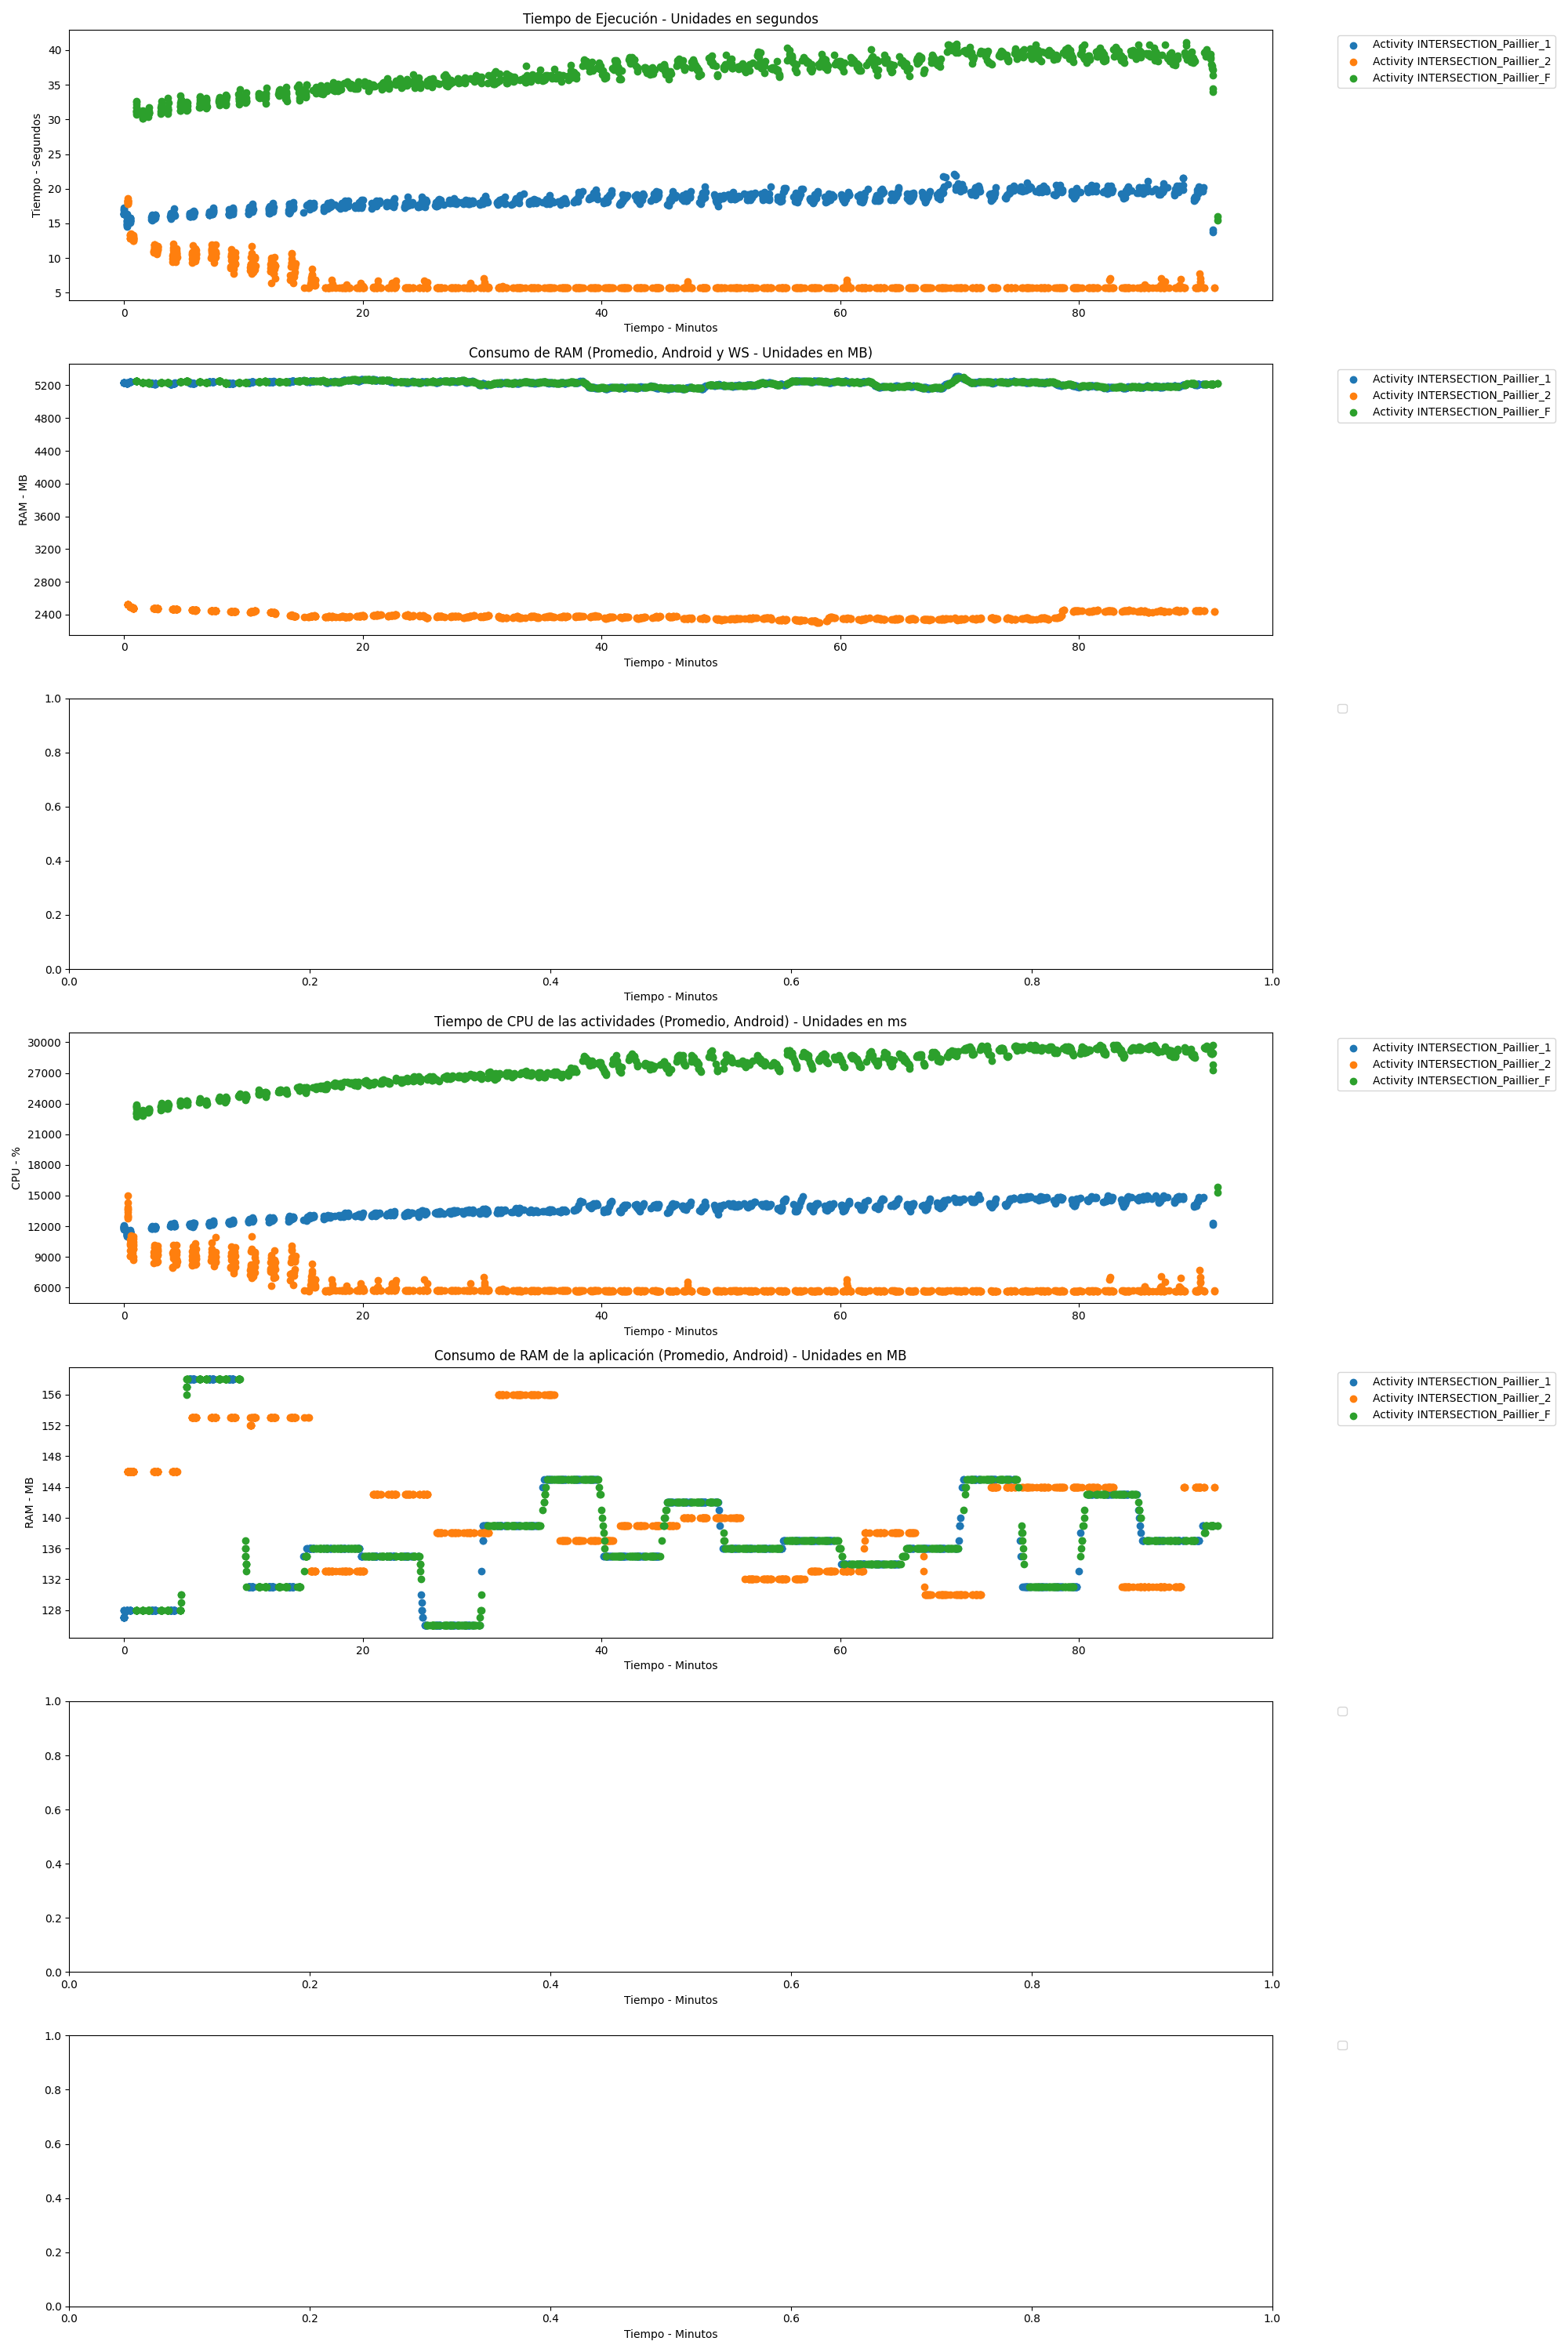 Tiempo de Ejecución - Unidades en segundos
Tiempo - Segundos
40
35
30
25
20
15
10
5
0 20 40 60 80
Tiempo - Minutos
Activity INTERSECTION_Paillier_1
Activity INTERSECTION_Paillier_2
Activity INTERSECTION_Paillier_F
Consumo de RAM (Promedio, Android y WS - Unidades en MB)
RAM - MB
5200
4800
4400
4000
3600
3200
2800
2400
0 20 40 60 80
Tiempo - Minutos
Activity INTERSECTION_Paillier_1
Activity INTERSECTION_Paillier_2
Activity INTERSECTION_Paillier_F
1.0
0.8
0.6
0.4
0.2
0.0
0.0 0.2 0.4 0.6 0.8 1.0
Tiempo - Minutos
Tiempo de CPU de las actividades (Promedio, Android) - Unidades en ms
CPU - %
30000
27000
24000
21000
18000
15000
12000
9000
6000
0 20 40 60 80
Tiempo - Minutos
Activity INTERSECTION_Paillier_1
Activity INTERSECTION_Paillier_2
Activity INTERSECTION_Paillier_F
Consumo de RAM de la aplicación (Promedio, Android) - Unidades en MB
RAM - MB
156
152
148
144
140
136
132
128
0 20 40 60 80
Tiempo - Minutos
Activity INTERSECTION_Paillier_1
Activity INTERSECTION_Paillier_2
Activity INTERSECTION_Paillier_F
1.0
0.8
0.6
0.4
0.2
0.0
0.0 0.2 0.4 0.6 0.8 1.0
Tiempo - Minutos
1.0
0.8
0.6
0.4
0.2
0.0
0.0 0.2 0.4 0.6 0.8 1.0
Tiempo - Minutos